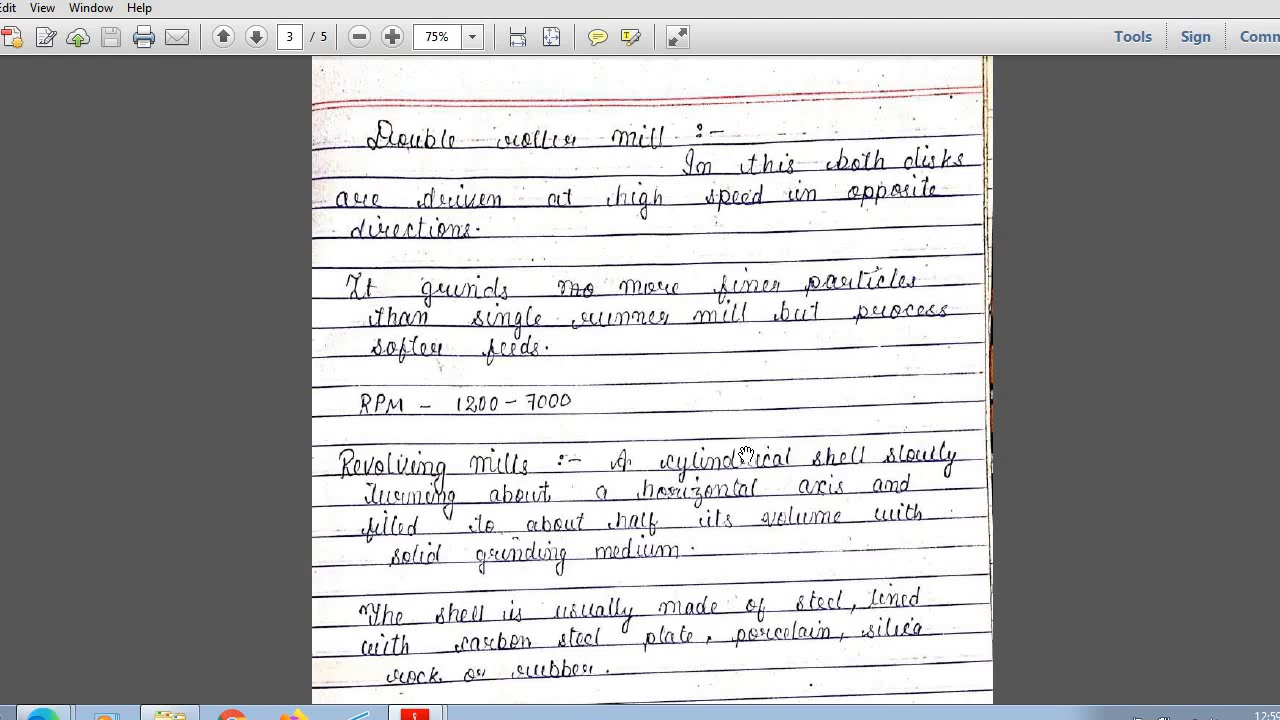 Edit View Window Help
3 / 5 75% Tools Sign Comm
Double roller mill :-
In this both disks
are driven at high speed in opposite
directions.
It grinds more finer particles
than single runner mill but process
softer feeds.
RPM - 1200 - 7000
Revolving mills :- A cylindrical shell slowly
turning about a horizontal axis and
filed to about half its volume with
solid grinding medium.
The shell is usually made of steel, lined
with carbon steel plate, porcelain, silica
rock or rubber.